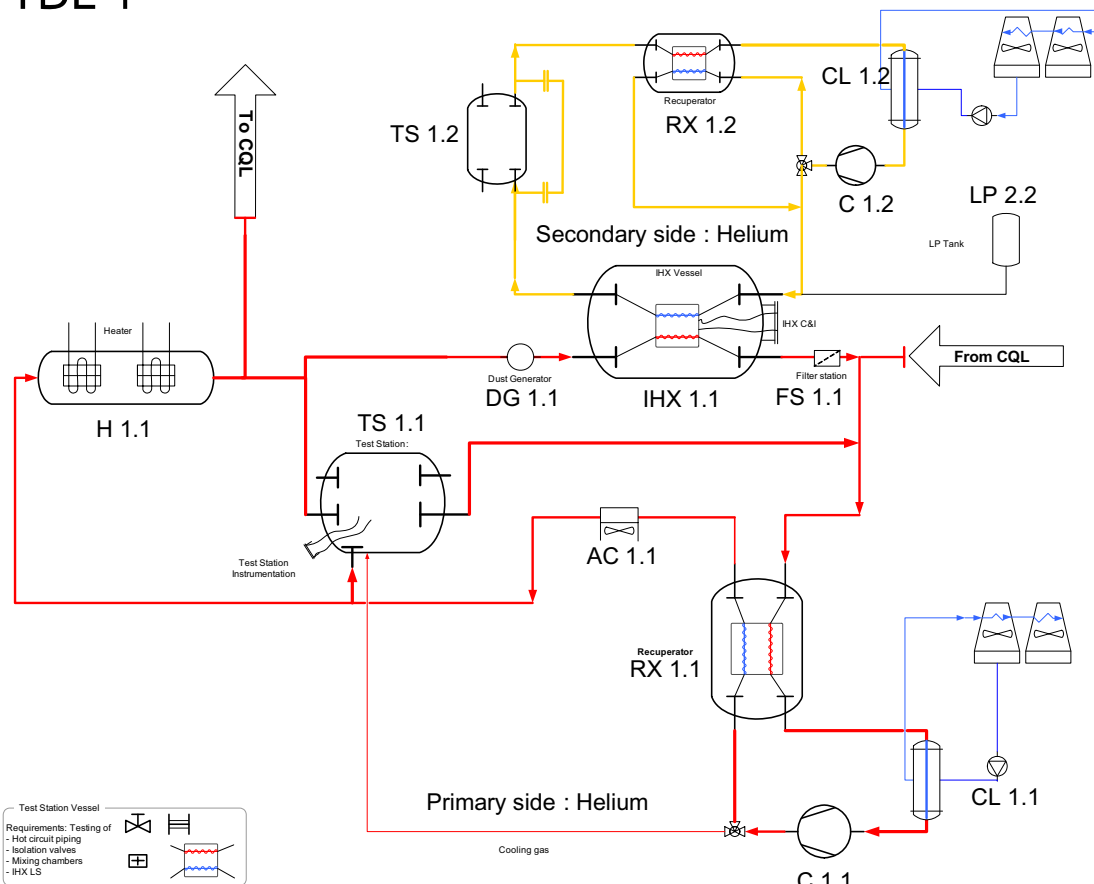 CL 1.2
To CQL
TS 1.2
Recuperator
RX 1.2
C 1.2
LP 2.2
Secondary side : Helium
LP Tank
IHX Vessel
IHX C&I
Heater
From CQL
Dust Generator
DG 1.1
IHX 1.1
Filter station
FS 1.1
H 1.1
TS 1.1
Test Station:
AC 1.1
Test Station
Instrumentation
Recuperator
RX 1.1
CL 1.1
Primary side : Helium
Cooling gas
C 1.1
Test Station Vessel
Requirements: Testing of
- Hot circuit piping
- Isolation valves
- Mixing chambers
- IHX LS